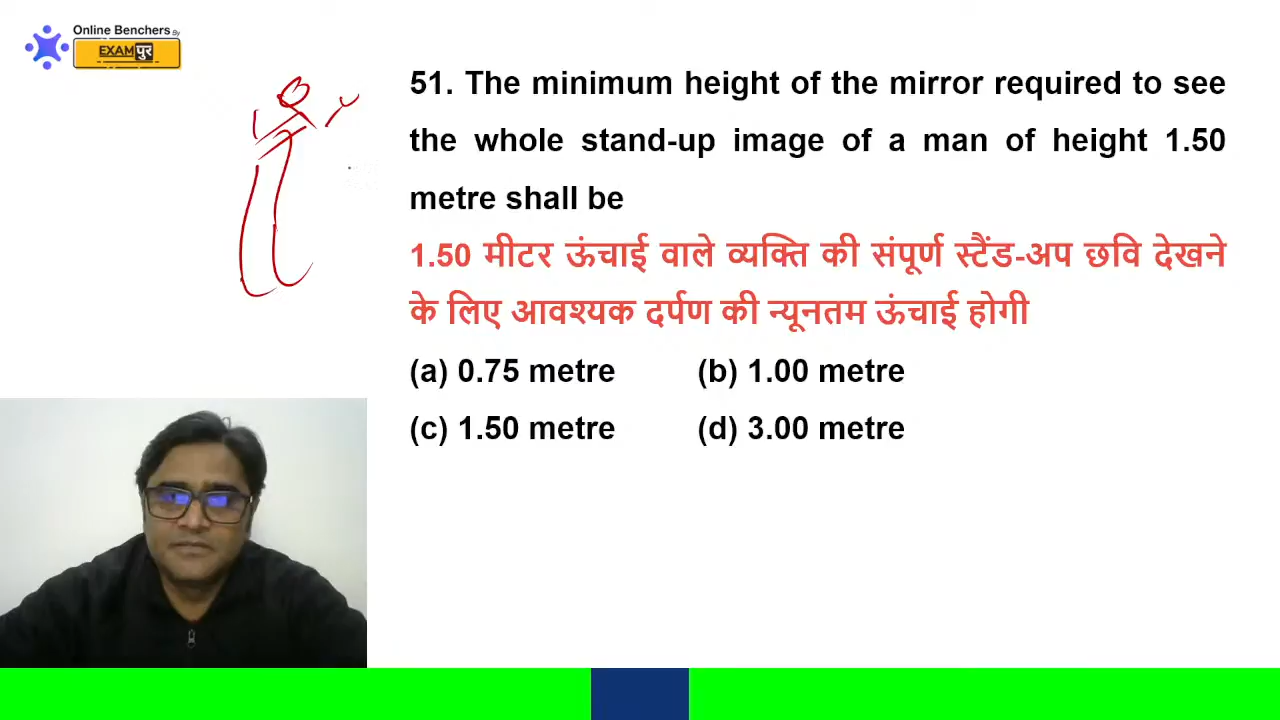 Online Benchers By
EXAMपुर
51. The minimum height of the mirror required to see
the whole stand-up image of a man of height 1.50
metre shall be
1.50 मीटर ऊंचाई वाले व्यक्ति की संपूर्ण स्टैंड-अप छवि देखने
के लिए आवश्यक दर्पण की न्यूनतम ऊंचाई होगी
(a) 0.75 metre (b) 1.00 metre
(c) 1.50 metre (d) 3.00 metre